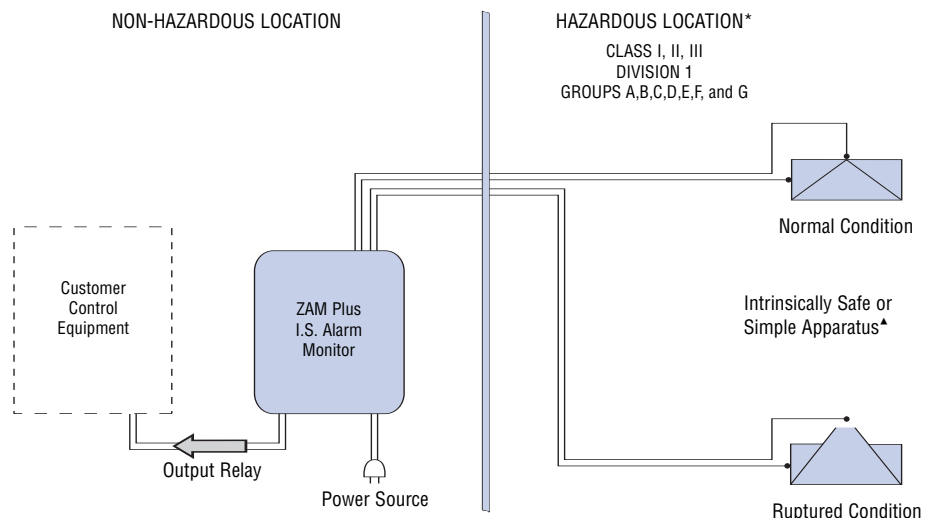 NON-HAZARDOUS LOCATION
HAZARDOUS LOCATION*
CLASS I, II, III
DIVISION 1
GROUPS A,B,C,D,E,F, and G
Normal Condition
Customer
Control
Equipment
ZAM Plus
I.S. Alarm
Monitor
Intrinsically Safe or
Simple Apparatus▲
Output Relay
Power Source
Ruptured Condition